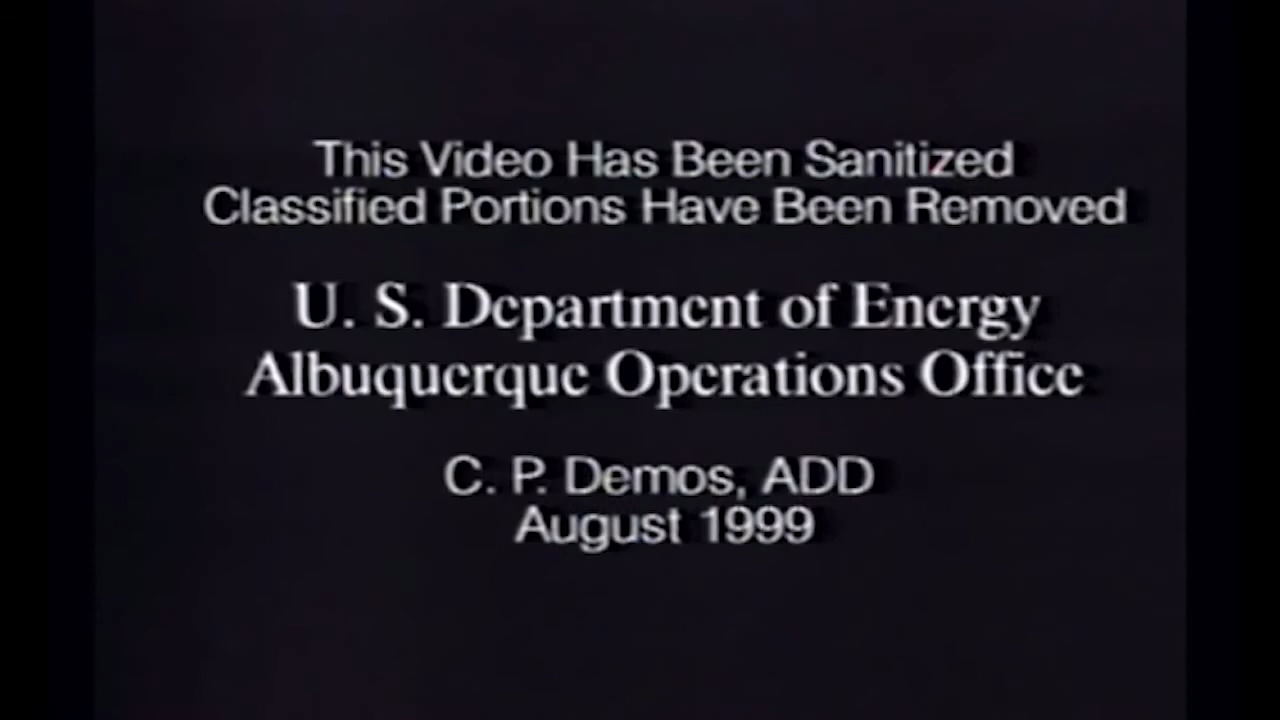 This Video Has Been Sanitized
Classified Portions Have Been Removed
U. S. Department of Energy
Albuquerque Operations Office
C. P. Demos, ADD
August 1999